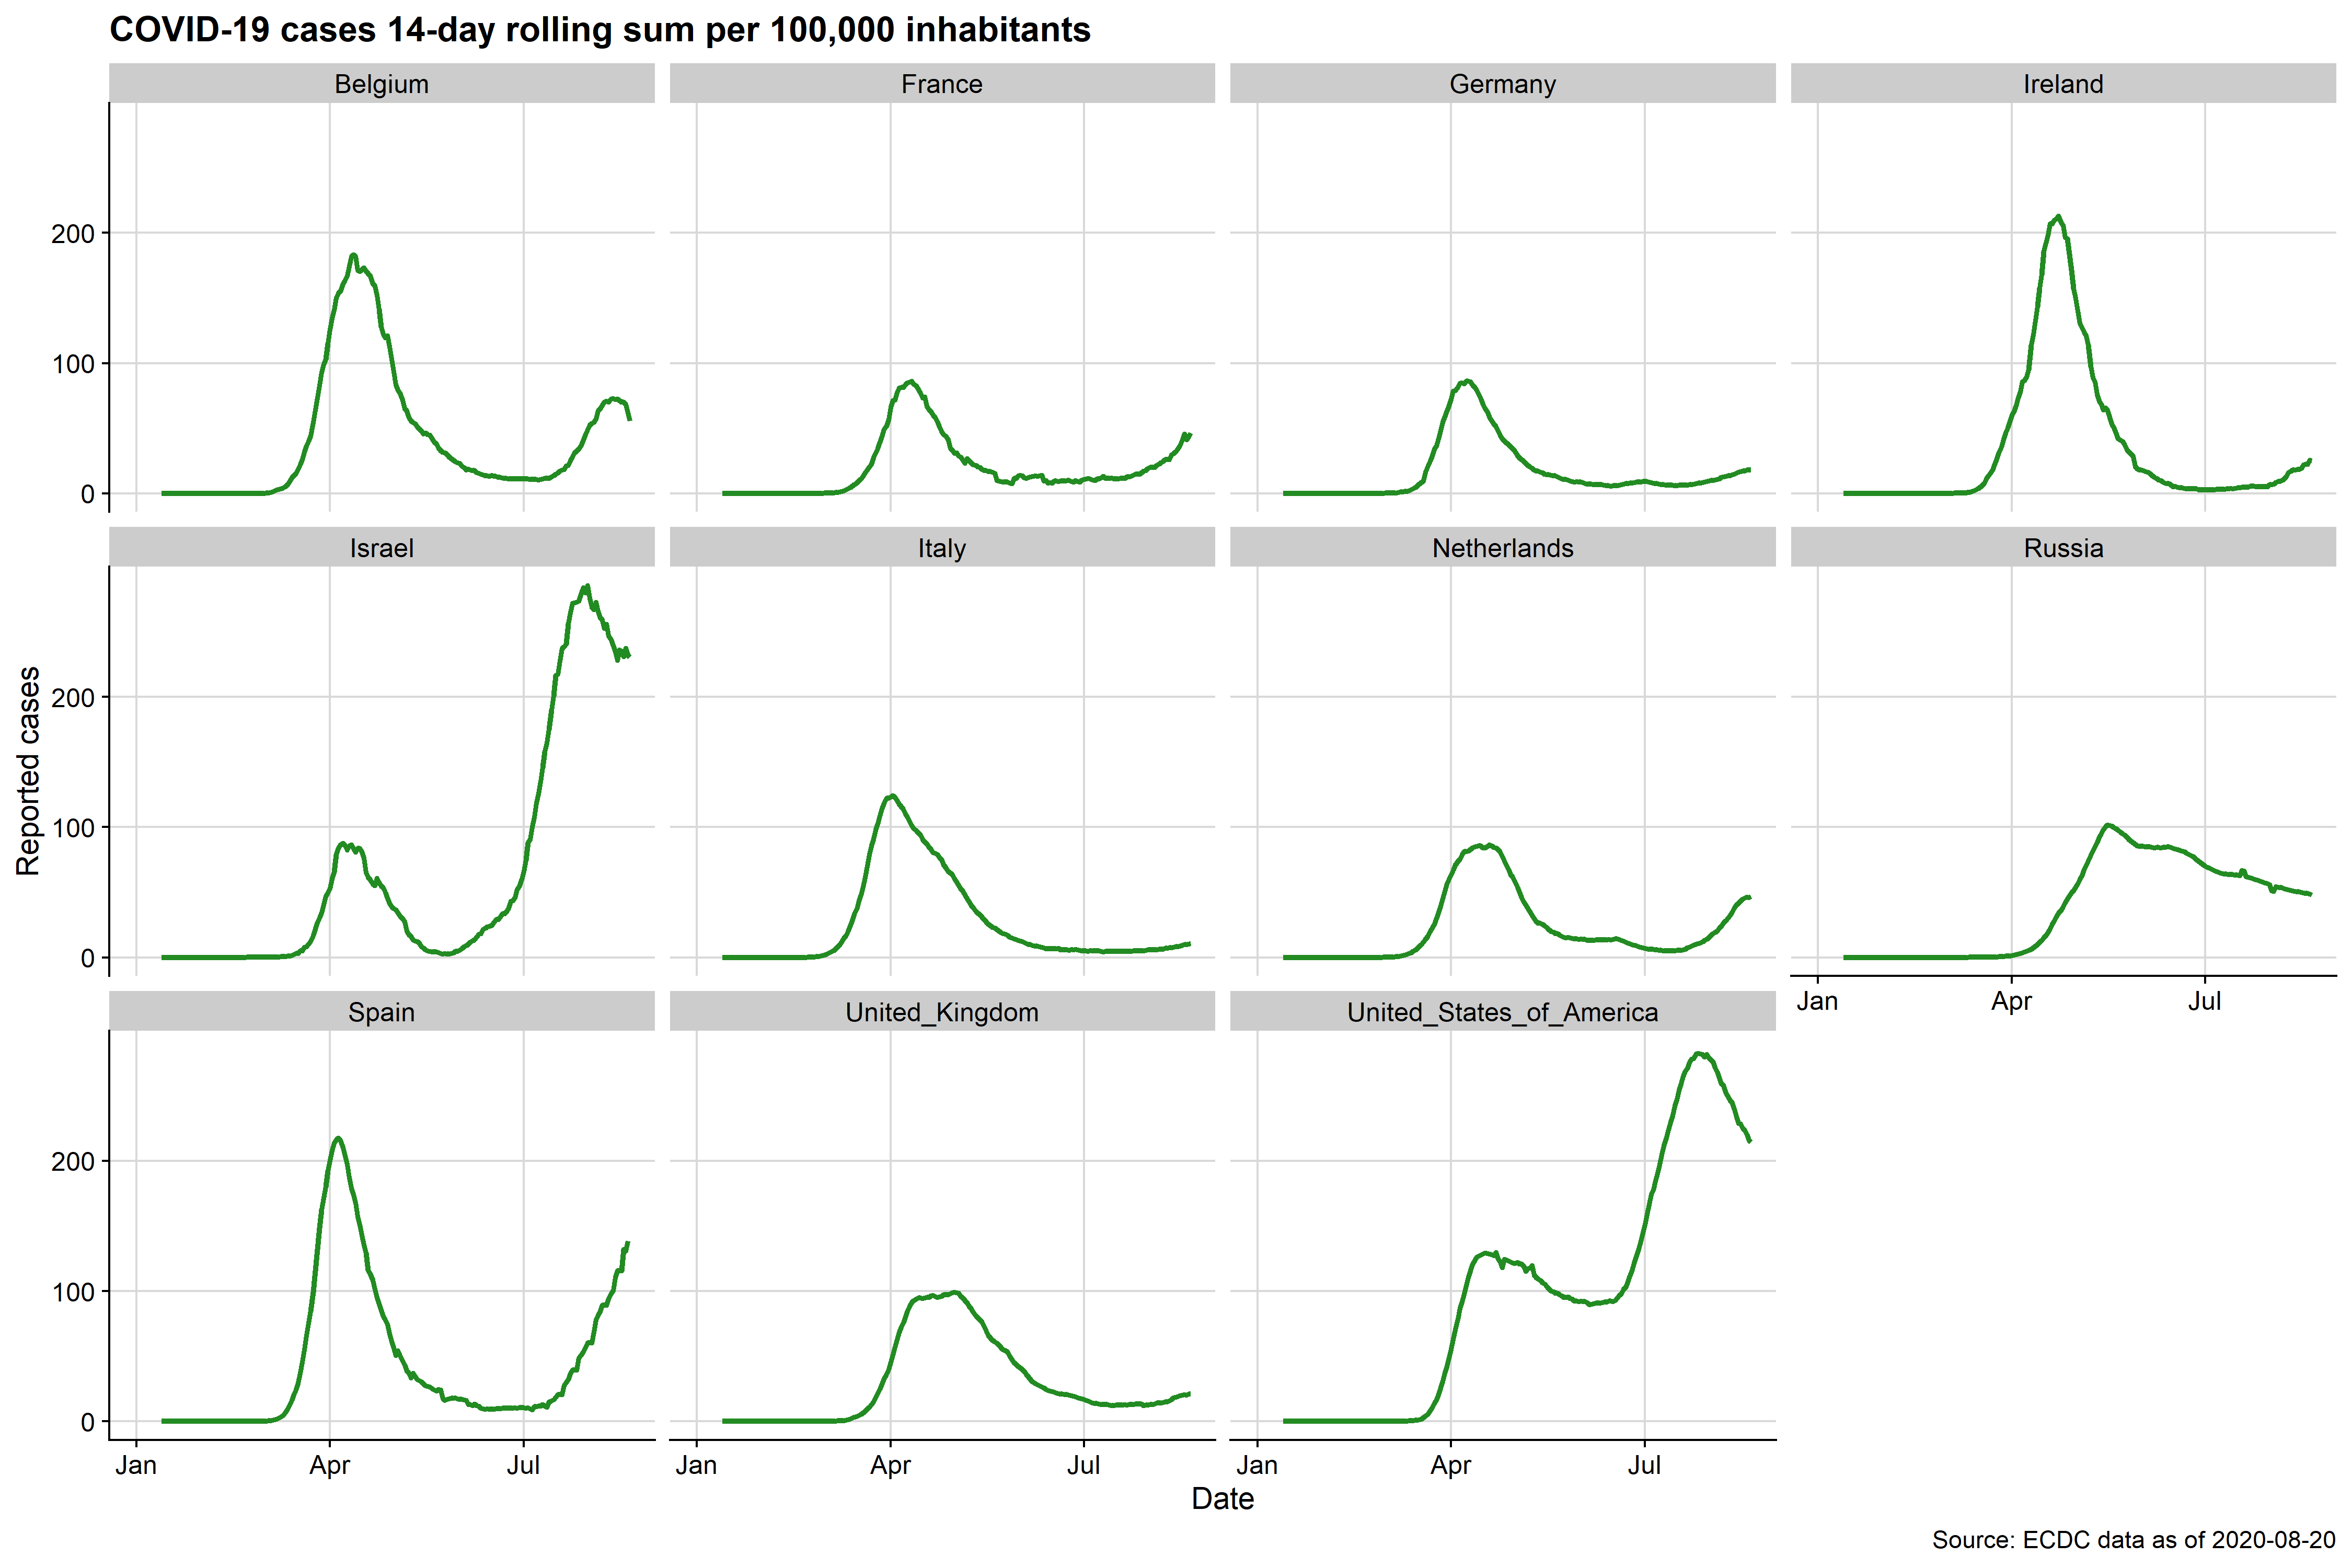 COVID-19 cases 14-day rolling sum per 100,000 inhabitants
Belgium France Germany Ireland
200
100
0
Israel Italy Netherlands Russia
Reported cases
200
100
0
Jan Apr Jul
Spain United_Kingdom United_States_of_America
200
100
0
Jan Apr Jul Jan Apr Jul Jan Apr Jul
Date
Source: ECDC data as of 2020-08-20